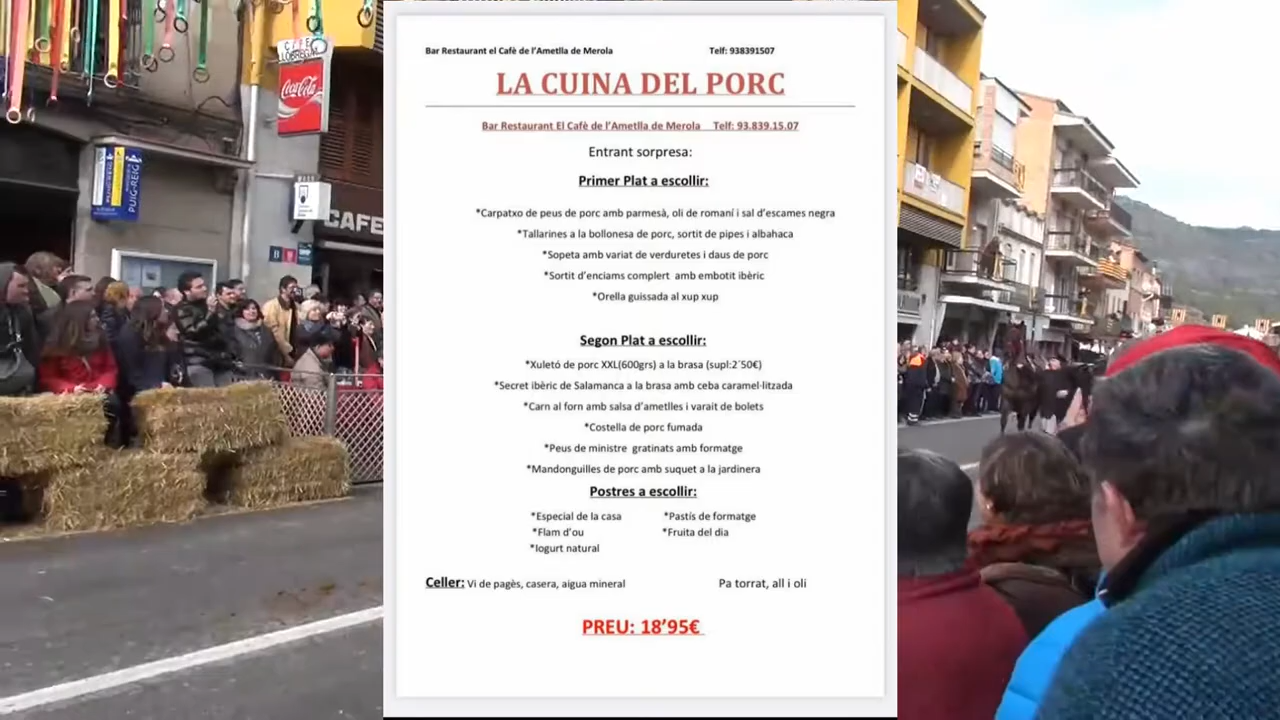 CAFE
LLOBREGAT
Coca-Cola
PUIG-REIG
CAFE
Bar Restaurant el Cafè de l'Ametlla de Merola Telf: 938391507
LA CUINA DEL PORC
Bar Restaurant El Cafè de l'Ametlla de Merola Telf: 93.839.15.07
Entrant sorpresa:
Primer Plat a escollir:
*Carpatxo de peus de porc amb parmesà, oli de romaní i sal d'escames negra
*Tallarines a la bollonesa de porc, sortit de pipes i albahaca
*Sopeta amb variat de verduretes i daus de porc
*Sortit d'enciams complert amb embotit ibèric
*Orella guissada al xup xup
Segon Plat a escollir:
*Xuletó de porc XXL(600grs) a la brasa (supl:2´50€)
*Secret ibèric de Salamanca a la brasa amb ceba caramel·litzada
*Carn al forn amb salsa d'ametlles i varait de bolets
*Costella de porc fumada
*Peus de ministre gratinats amb formatge
*Mandonguilles de porc amb suquet a la jardinera
Postres a escollir:
*Especial de la casa *Pastís de formatge
*Flam d'ou *Fruita del dia
*Iogurt natural
Celler: Vi de pagès, casera, aigua mineral Pa torrat, all i oli
PREU: 18'95€